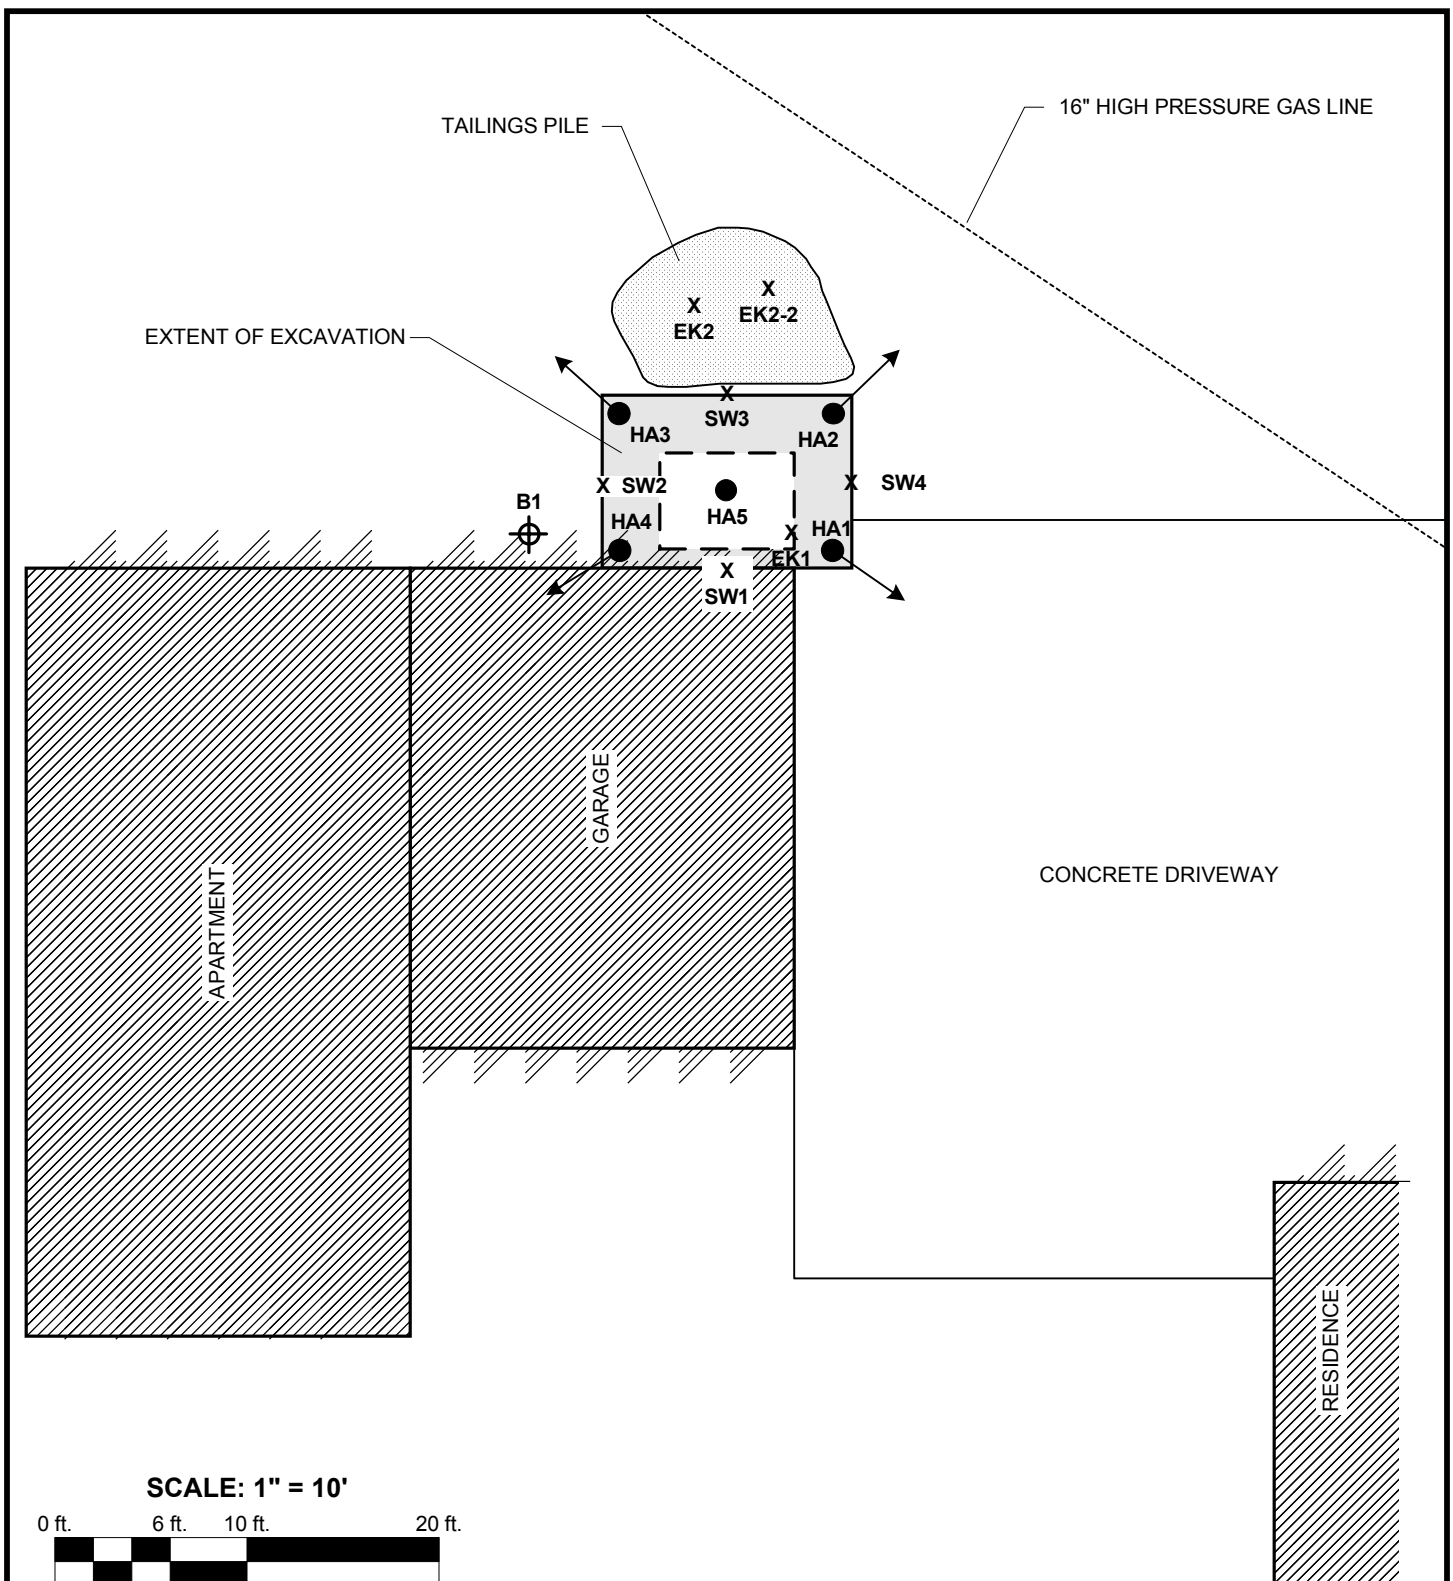 16" HIGH PRESSURE GAS LINE
TAILINGS PILE
X
EK2-2
X
EK2
EXTENT OF EXCAVATION
X
SW3
HA3
HA2
X SW2
X SW4
B1
HA5
HA4
HA1
X
EK1
X
SW1
GARAGE
APARTMENT
CONCRETE DRIVEWAY
RESIDENCE
SCALE: 1" = 10'
0 ft. 6 ft. 10 ft. 20 ft.